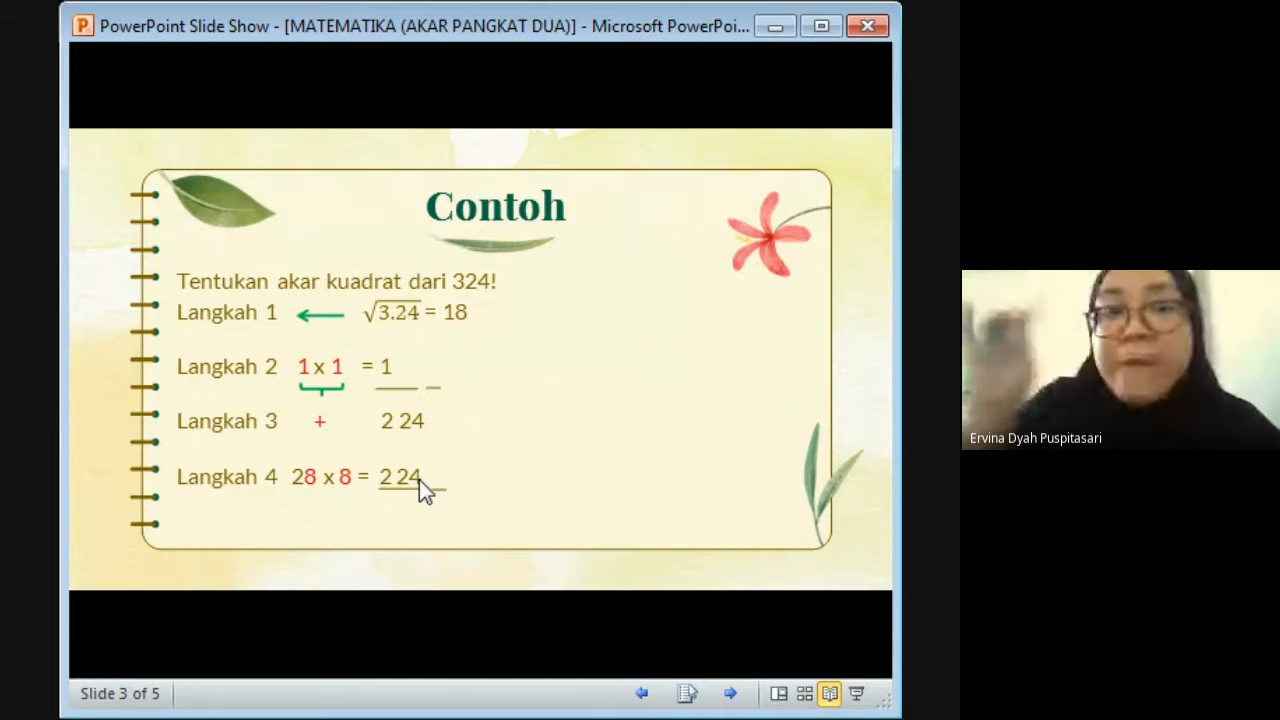 PowerPoint Slide Show - [MATEMATIKA (AKAR PANGKAT DUA)] - Microsoft PowerPoi...
Contoh
Tentukan akar kuadrat dari 324!
Langkah 1 ← √3.24 = 18
Langkah 2 1 x 1 = 1
Langkah 3 + 2 24
Langkah 4 28 x 8 = 2 24
Ervina Dyah Puspitasari
Slide 3 of 5